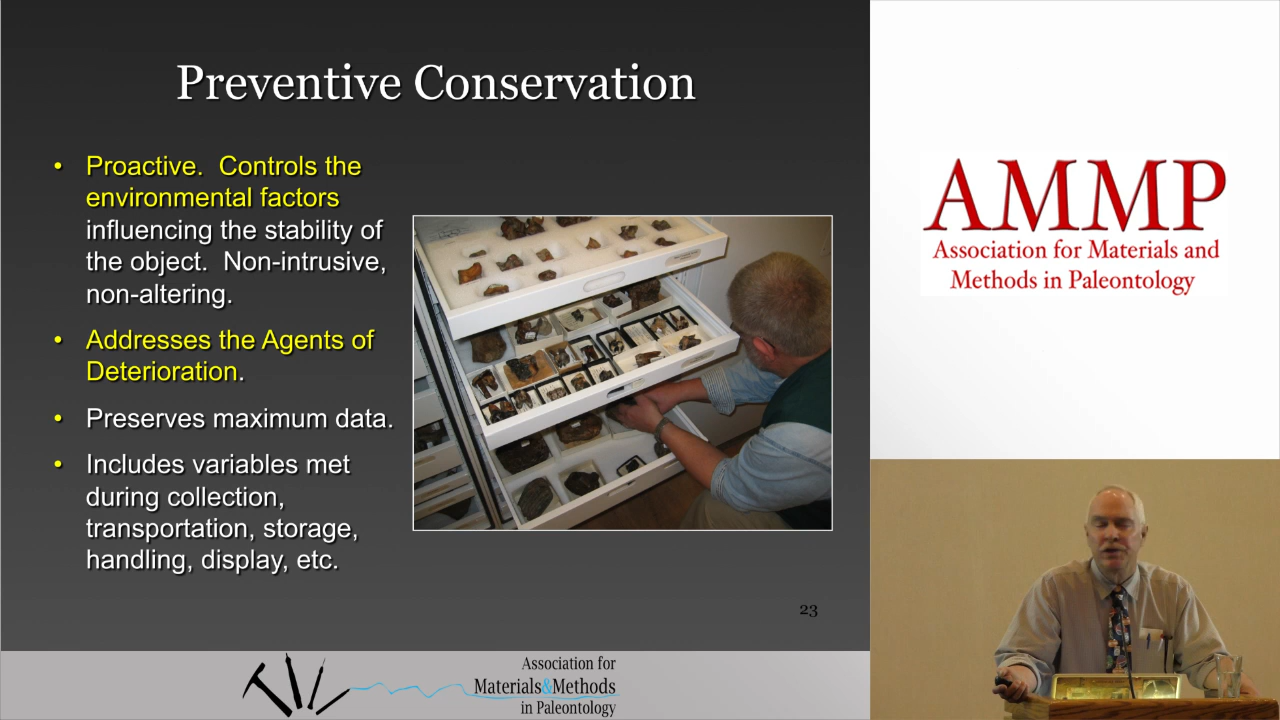 Preventive Conservation
• Proactive. Controls the
environmental factors
influencing the stability of
the object. Non-intrusive,
non-altering.
• Addresses the Agents of
Deterioration.
• Preserves maximum data.
• Includes variables met
during collection,
transportation, storage,
handling, display, etc.
23
Association for
Materials&Methods
in Paleontology
AMMP
Association for Materials and
Methods in Paleontology